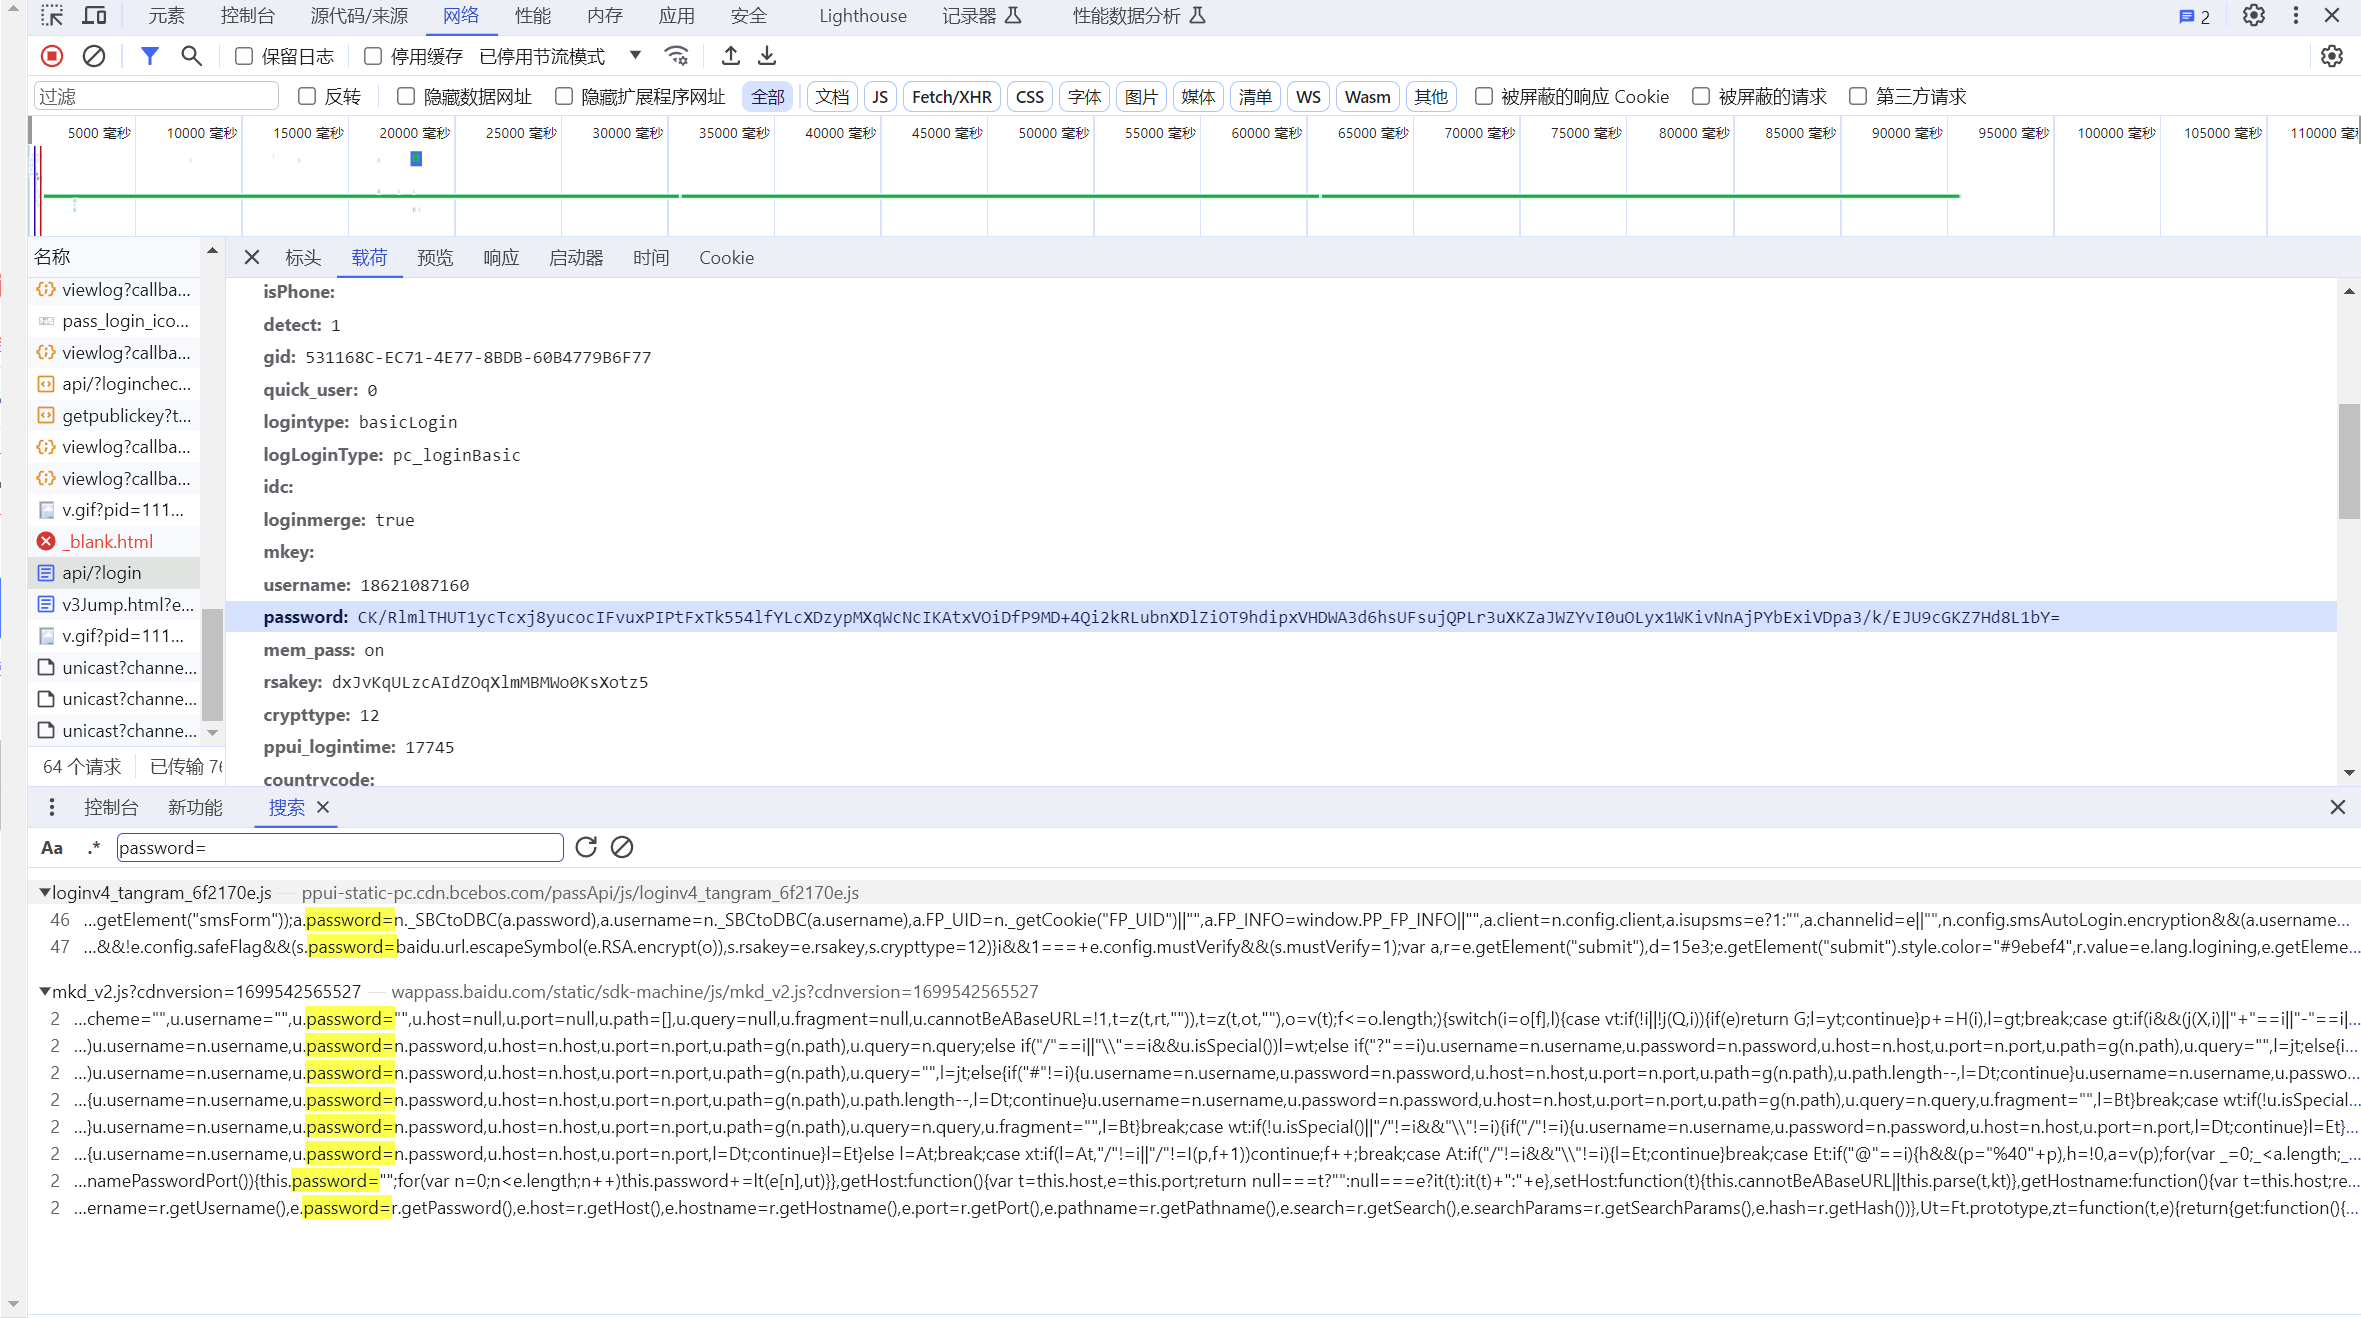 元素 控制台 源代码/来源 网络 性能 内存 应用 安全 Lighthouse 记录器 性能数据分析 2
保留日志 停用缓存 已停用节流模式
过滤 反转 隐藏数据网址 隐藏扩展程序网址 全部 文档 JS Fetch/XHR CSS 字体 图片 媒体 清单 WS Wasm 其他 被屏蔽的响应 Cookie 被屏蔽的请求 第三方请求
5000 毫秒 10000 毫秒 15000 毫秒 20000 毫秒 25000 毫秒 30000 毫秒 35000 毫秒 40000 毫秒 45000 毫秒 50000 毫秒 55000 毫秒 60000 毫秒 65000 毫秒 70000 毫秒 75000 毫秒 80000 毫秒 85000 毫秒 90000 毫秒 95000 毫秒 100000 毫秒 105000 毫秒 110000 毫秒
名称
viewlog?callba...
pass_login_ico...
viewlog?callba...
api/?loginchec...
getpublickey?t...
viewlog?callba...
viewlog?callba...
v.gif?pid=111...
_blank.html
api/?login
v3Jump.html?e...
v.gif?pid=111...
unicast?channe...
unicast?channe...
unicast?channe...
64 个请求 已传输 76
标头 载荷 预览 响应 启动器 时间 Cookie
isPhone:
detect: 1
gid: 531168C-EC71-4E77-8BDB-60B4779B6F77
quick_user: 0
logintype: basicLogin
logLoginType: pc_loginBasic
idc:
loginmerge: true
mkey:
username: 18621087160
password: CK/RlmlTHUT1ycTcxj8yucocIFvuxPIPtFxTk554lfYLcXDzypMXqWcNcIKAtxVOiDfP9MD+4Qi2kRLubnXDlZiOT9hdipxVHDWA3d6hsUFsujQPLr3uXKZaJWZYvI0uOLyx1WKivNnAjPYbExiVDpa3/k/EJU9cGKZ7Hd8L1bY=
mem_pass: on
rsakey: dxJvKqULzcAIdZOqXlmMBMWo0KsXotz5
crypttype: 12
ppui_logintime: 17745
countrycode:
控制台 新功能 搜索
Aa .* password=
loginv4_tangram_6f2170e.js — ppui-static-pc.cdn.bcebos.com/passApi/js/loginv4_tangram_6f2170e.js
46 ...getElement("smsForm"));a.password=n._SBCtoDBC(a.password),a.username=n._SBCtoDBC(a.username),a.FP_UID=n._getCookie("FP_UID")||"",a.FP_INFO=window.PP_FP_INFO||"",a.client=n.config.client,a.isupsms=e?1:"",a.channelid=e||"",n.config.smsAutoLogin.encryption&&(a.username...
47 ...&&!e.config.safeFlag&&(s.password=baidu.url.escapeSymbol(e.RSA.encrypt(o)),s.rsakey=e.rsakey,s.crypttype=12)}i&&1===+e.config.mustVerify&&(s.mustVerify=1);var a,r=e.getElement("submit"),d=15e3;e.getElement("submit").style.color="#9ebef4",r.value=e.lang.logining,e.getEleme...
mkd_v2.js?cdnversion=1699542565527 — wappass.baidu.com/static/sdk-machine/js/mkd_v2.js?cdnversion=1699542565527
2 ...cheme="",u.username="",u.password="",u.host=null,u.port=null,u.path=[],u.query=null,u.fragment=null,u.cannotBeABaseURL=!1,t=z(t,rt,"")),t=z(t,ot,""),o=v(t);f<=o.length;){switch(i=o[f],l){case vt:if(!i||!j(Q,i)){if(e)return G;l=yt;continue}p+=H(i),l=gt;break;case gt:if(i&&(j(X,i)||"+"==i||"-"==i|...
2 ...)u.username=n.username,u.password=n.password,u.host=n.host,u.port=n.port,u.path=g(n.path),u.query=n.query;else if("/"==i||"\\"==i&&u.isSpecial())l=wt;else if("?"==i)u.username=n.username,u.password=n.password,u.host=n.host,u.port=n.port,u.path=g(n.path),u.query="",l=jt;else{i...
2 ...)u.username=n.username,u.password=n.password,u.host=n.host,u.port=n.port,u.path=g(n.path),u.query="",l=jt;else{if("#"!=i){u.username=n.username,u.password=n.password,u.host=n.host,u.port=n.port,u.path=g(n.path),u.path.length--,l=Dt;continue}u.username=n.username,u.passwo...
2 ...{u.username=n.username,u.password=n.password,u.host=n.host,u.port=n.port,u.path=g(n.path),u.path.length--,l=Dt;continue}u.username=n.username,u.password=n.password,u.host=n.host,u.port=n.port,u.path=g(n.path),u.query=n.query,u.fragment="",l=Bt}break;case wt:if(!u.isSpecial...
2 ...}u.username=n.username,u.password=n.password,u.host=n.host,u.port=n.port,u.path=g(n.path),u.query=n.query,u.fragment="",l=Bt}break;case wt:if(!u.isSpecial()||"/"!=i&&"\\"!=i){if("/"!=i){u.username=n.username,u.password=n.password,u.host=n.host,u.port=n.port,l=Dt;continue}l=Et}...
2 ...{u.username=n.username,u.password=n.password,u.host=n.host,u.port=n.port,l=Dt;continue}l=Et}else l=At;break;case xt:if(l=At,"/"!=i||"/"!=I(p,f+1))continue;f++;break;case At:if("/"!=i&&"\\"!=i){l=Et;continue}break;case Et:if("@"==i){h&&(p="%40"+p),h=!0,a=v(p);for(var _=0;_<a.length;_...
2 ...namePasswordPort()){this.password="";for(var n=0;n<e.length;n++)this.password+=lt(e[n],ut)}},getHost:function(){var t=this.host,e=this.port;return null===t?"":null===e?it(t):it(t)+":"+e},setHost:function(t){this.cannotBeABaseURL||this.parse(t,kt)},getHostname:function(){var t=this.host;re...
2 ...ername=r.getUsername(),e.password=r.getPassword(),e.host=r.getHost(),e.hostname=r.getHostname(),e.port=r.getPort(),e.pathname=r.getPathname(),e.search=r.getSearch(),e.searchParams=r.getSearchParams(),e.hash=r.getHash())},Ut=Ft.prototype,zt=function(t,e){return{get:function(){...